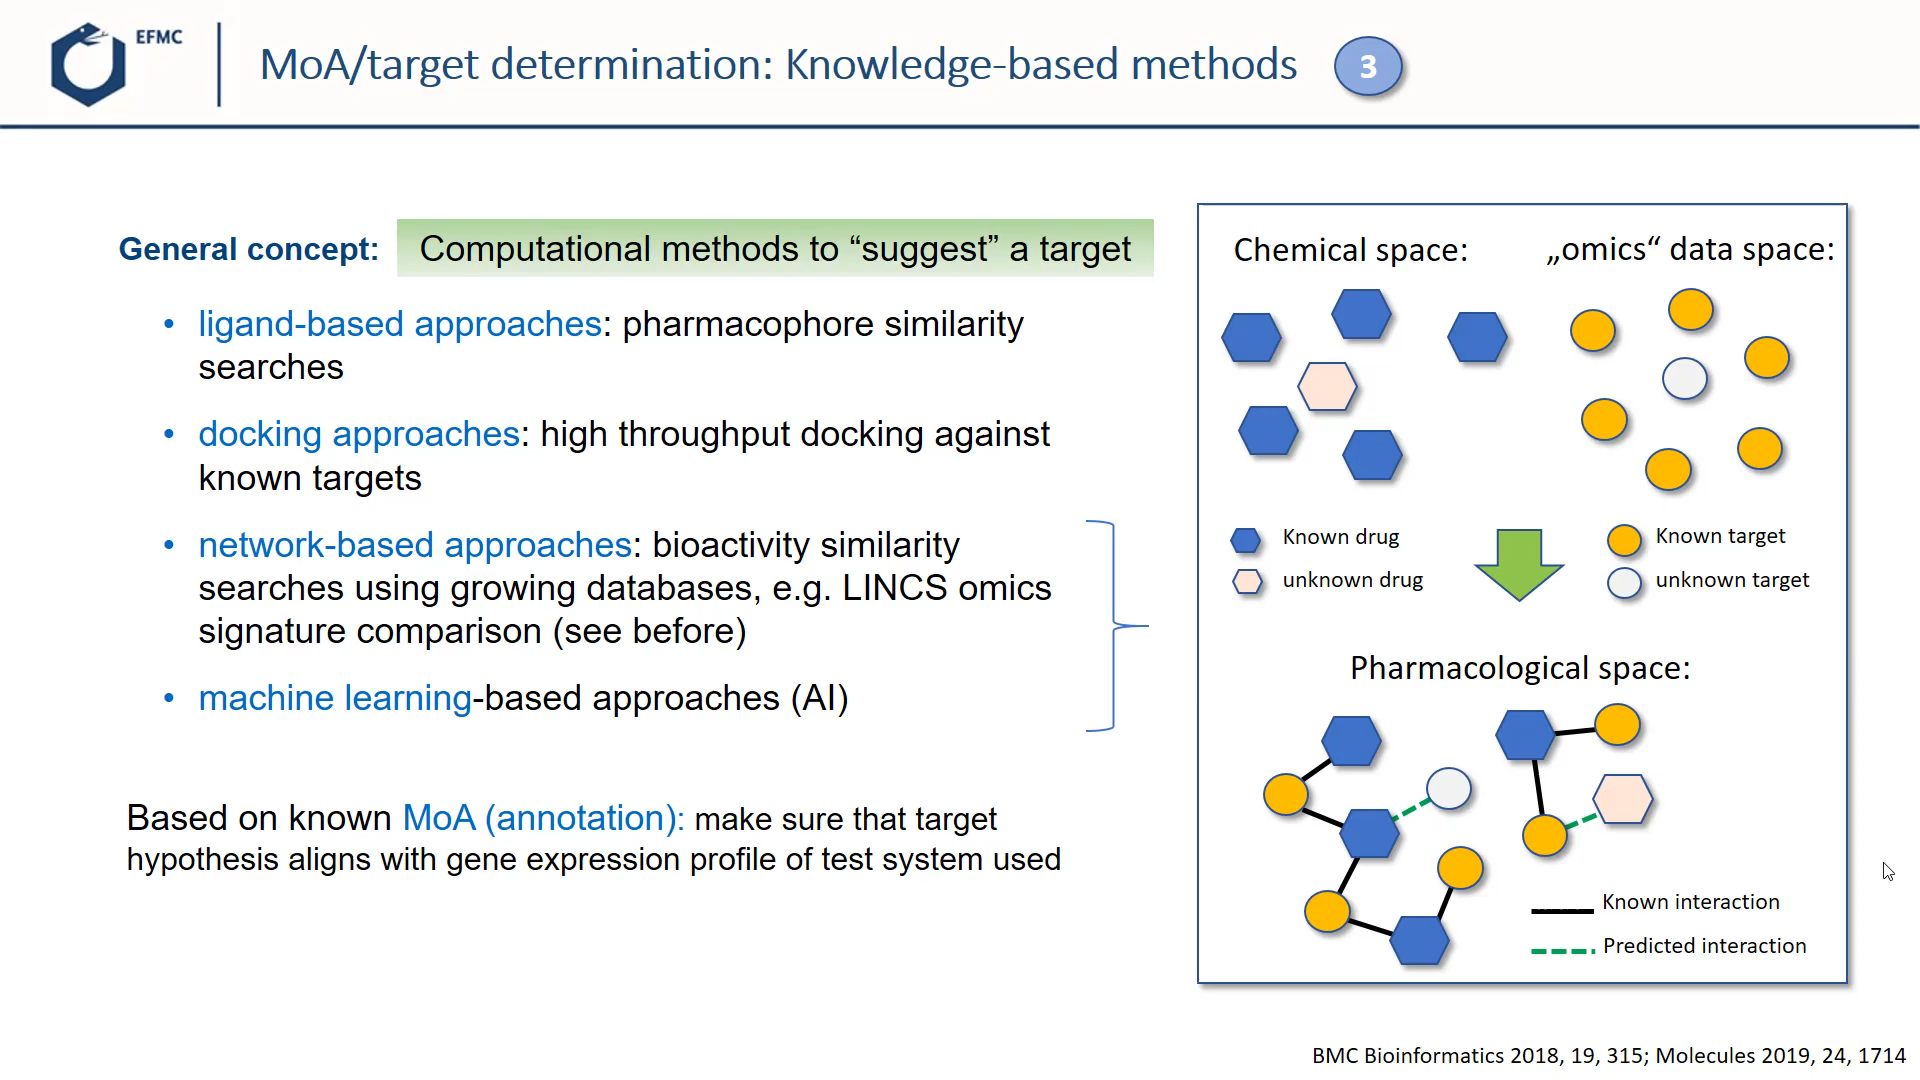 EFMC
MoA/target determination: Knowledge-based methods
3
General concept:
Computational methods to “suggest” a target
• ligand-based approaches: pharmacophore similarity
searches
• docking approaches: high throughput docking against
known targets
• network-based approaches: bioactivity similarity
searches using growing databases, e.g. LINCS omics
signature comparison (see before)
• machine learning-based approaches (AI)
Based on known MoA (annotation): make sure that target
hypothesis aligns with gene expression profile of test system used
Chemical space:
„omics“ data space:
Known drug
unknown drug
Known target
unknown target
Pharmacological space:
Known interaction
Predicted interaction
BMC Bioinformatics 2018, 19, 315; Molecules 2019, 24, 1714